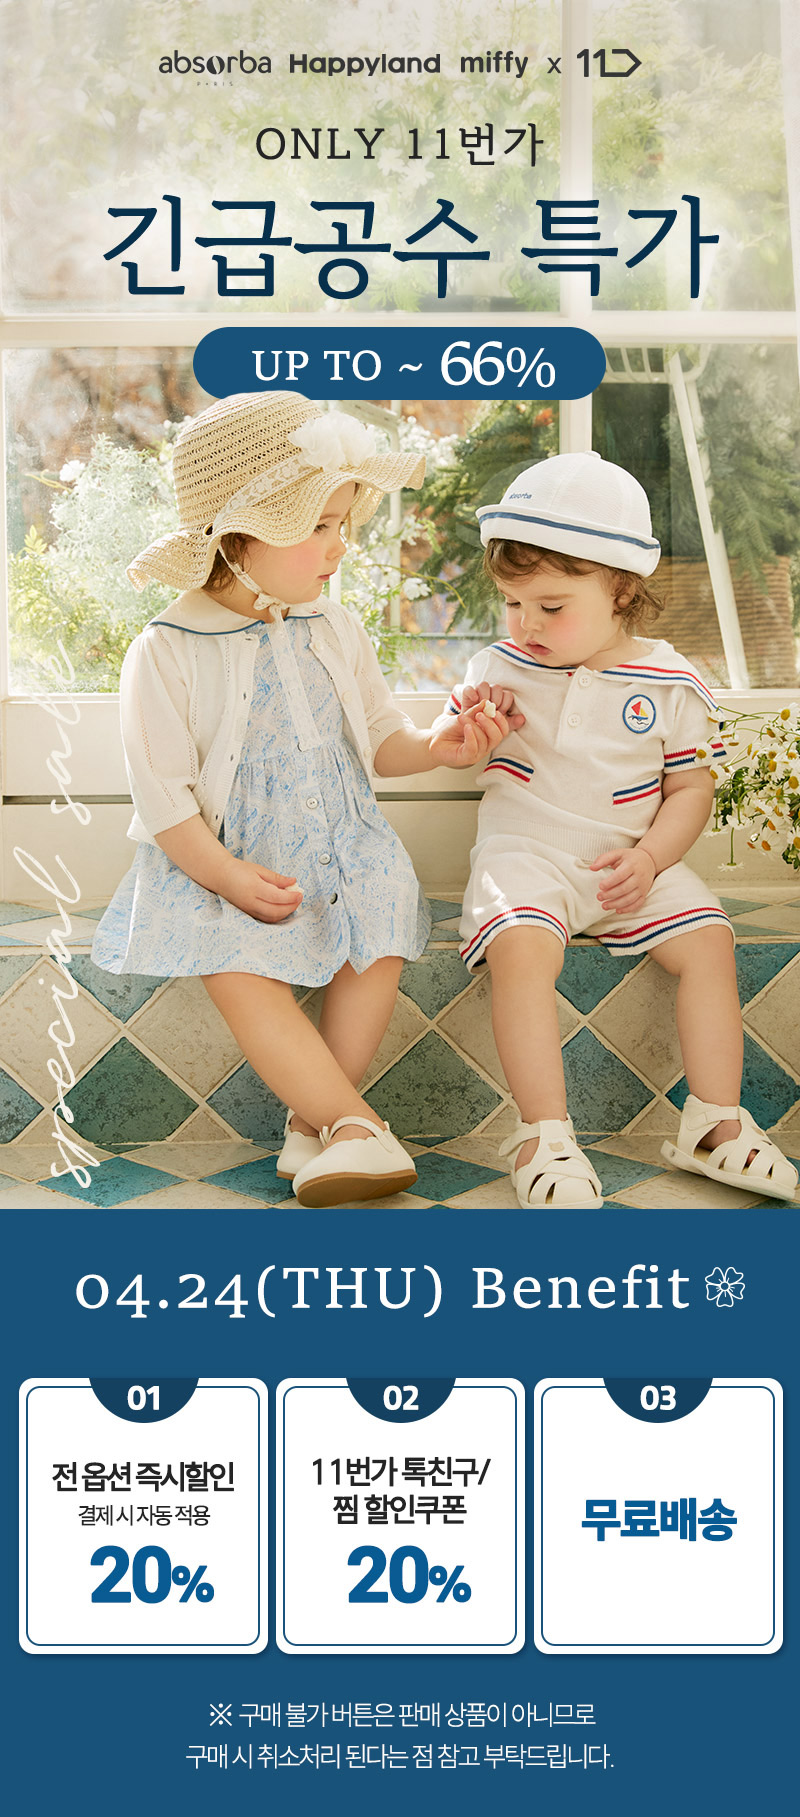 absorba Happyland miffy x 11
PARIS
ONLY 11번가
긴급공수 특가
UP TO ~ 66%
absorba
special sale
04.24(THU) Benefit
01
전 옵션 즉시할인
결제 시 자동 적용
20%
02
11번가 톡친구/
찜 할인쿠폰
20%
03
무료배송
※ 구매 불가 버튼은 판매 상품이 아니므로
구매 시 취소처리 된다는 점 참고 부탁드립니다.